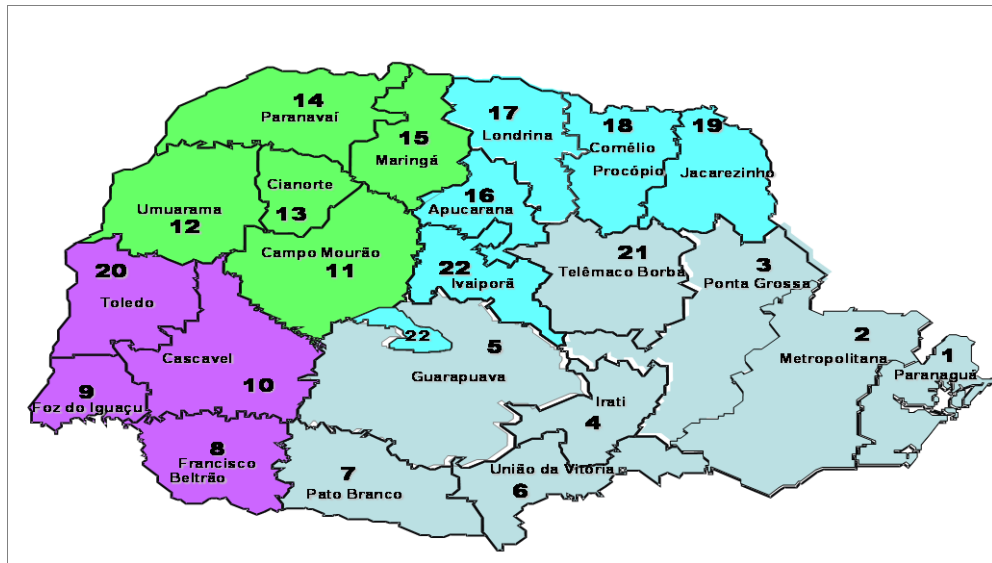 14
Paranavaí
15
Maringá
17
Londrina
18
Cornélio
Procópio
19
Jacarezinho
Cianorte
13
16
Apucarana
Umuarama
12
Campo Mourão
11
20
Toledo
22
Ivaiporã
21
Telêmaco Borba
3
Ponta Grossa
22
5
Guarapuava
2
Metropolitana
1
Paranaguá
Cascavel
10
9
Foz do Iguaçu
Irati
4
8
Francisco
Beltrão
7
Pato Branco
União da Vitória
6